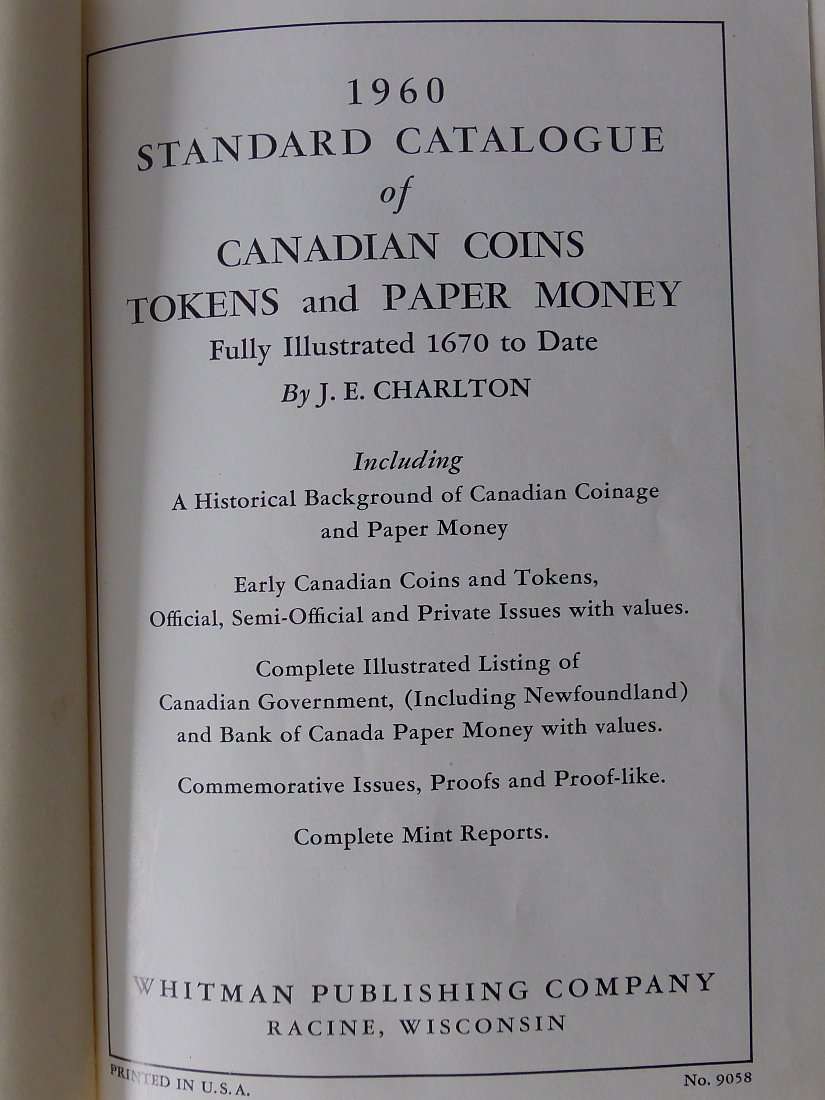 1960
STANDARD CATALOGUE
of
CANADIAN COINS
TOKENS and PAPER MONEY
Fully Illustrated 1670 to Date
By J. E. CHARLTON
Including
A Historical Background of Canadian Coinage
and Paper Money
Early Canadian Coins and Tokens,
Official, Semi-Official and Private Issues with values.
Complete Illustrated Listing of
Canadian Government, (Including Newfoundland)
and Bank of Canada Paper Money with values.
Commemorative Issues, Proofs and Proof-like.
Complete Mint Reports.
WHITMAN PUBLISHING COMPANY
RACINE, WISCONSIN
PRINTED IN U.S.A.
No. 9058